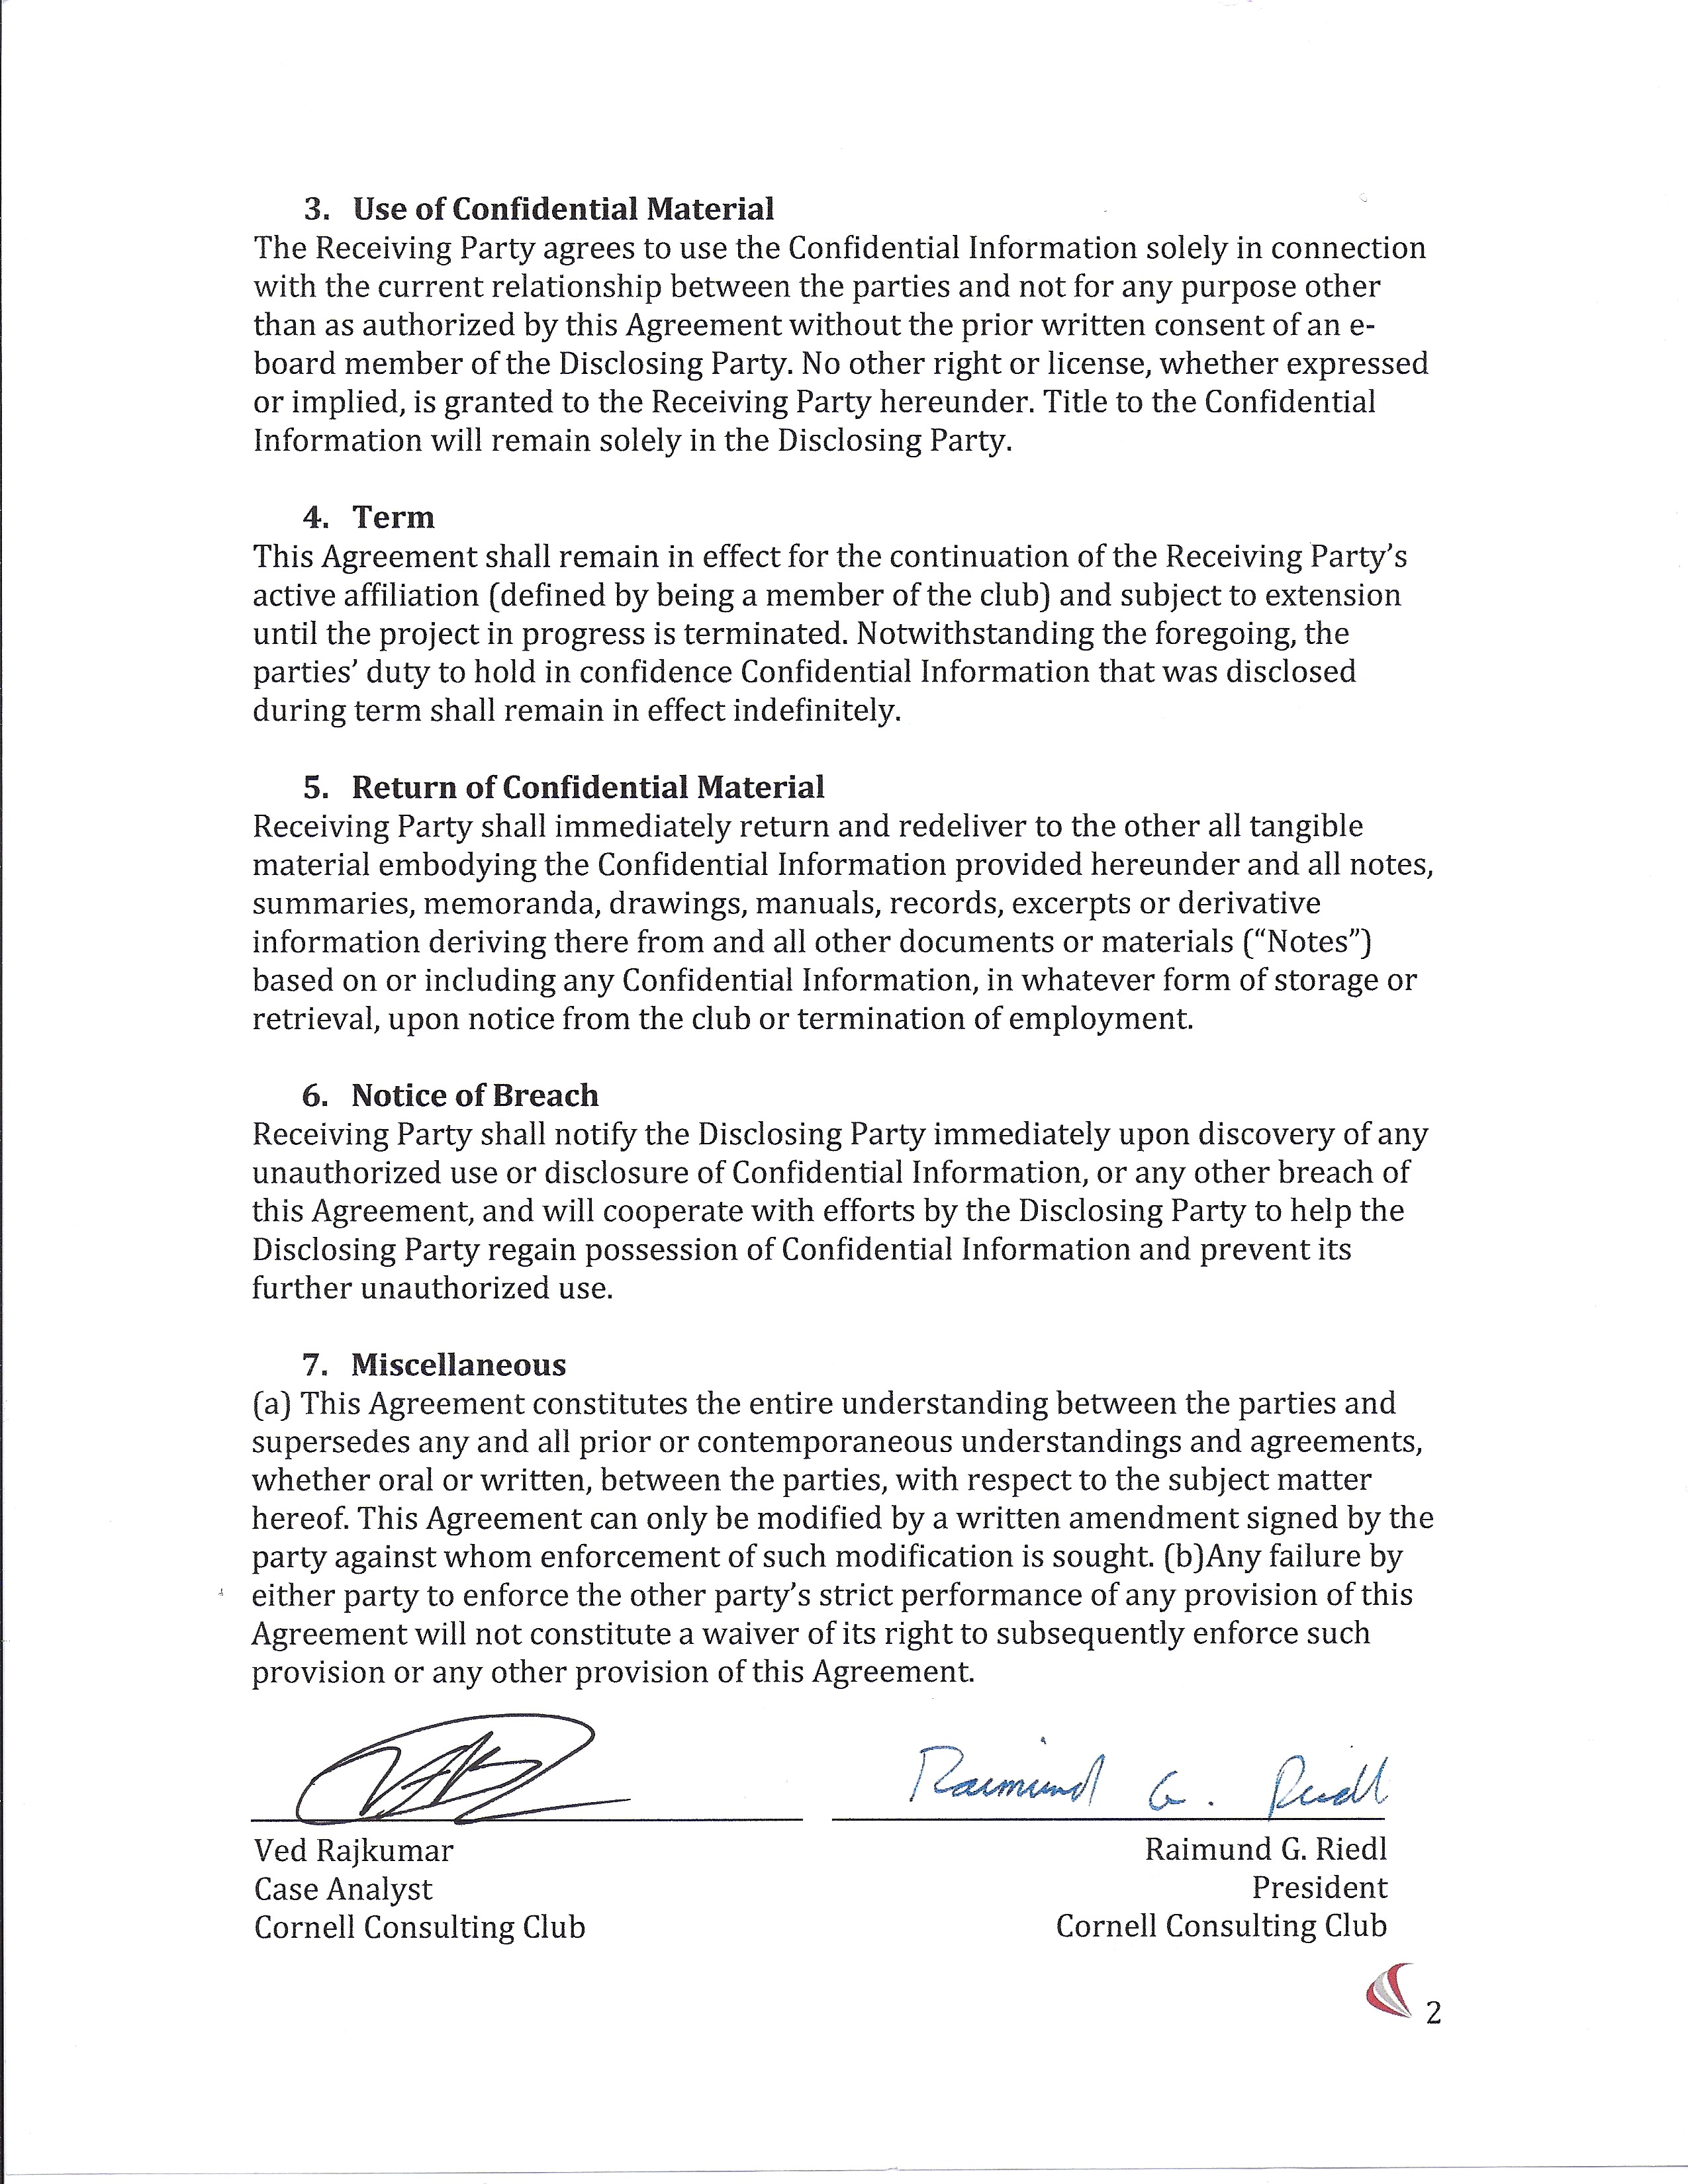 3. Use of Confidential Material
The Receiving Party agrees to use the Confidential Information solely in connection
with the current relationship between the parties and not for any purpose other
than as authorized by this Agreement without the prior written consent of an e-
board member of the Disclosing Party. No other right or license, whether expressed
or implied, is granted to the Receiving Party hereunder. Title to the Confidential
Information will remain solely in the Disclosing Party.
4. Term
This Agreement shall remain in effect for the continuation of the Receiving Party’s
active affiliation (defined by being a member of the club) and subject to extension
until the project in progress is terminated. Notwithstanding the foregoing, the
parties’ duty to hold in confidence Confidential Information that was disclosed
during term shall remain in effect indefinitely.
5. Return of Confidential Material
Receiving Party shall immediately return and redeliver to the other all tangible
material embodying the Confidential Information provided hereunder and all notes,
summaries, memoranda, drawings, manuals, records, excerpts or derivative
information deriving there from and all other documents or materials (“Notes”)
based on or including any Confidential Information, in whatever form of storage or
retrieval, upon notice from the club or termination of employment.
6. Notice of Breach
Receiving Party shall notify the Disclosing Party immediately upon discovery of any
unauthorized use or disclosure of Confidential Information, or any other breach of
this Agreement, and will cooperate with efforts by the Disclosing Party to help the
Disclosing Party regain possession of Confidential Information and prevent its
further unauthorized use.
7. Miscellaneous
(a) This Agreement constitutes the entire understanding between the parties and
supersedes any and all prior or contemporaneous understandings and agreements,
whether oral or written, between the parties, with respect to the subject matter
hereof. This Agreement can only be modified by a written amendment signed by the
party against whom enforcement of such modification is sought. (b)Any failure by
either party to enforce the other party’s strict performance of any provision of this
Agreement will not constitute a waiver of its right to subsequently enforce such
provision or any other provision of this Agreement.
Raimund G. Riedl
Ved Rajkumar
Case Analyst
Cornell Consulting Club
Raimund G. Riedl
President
Cornell Consulting Club
2